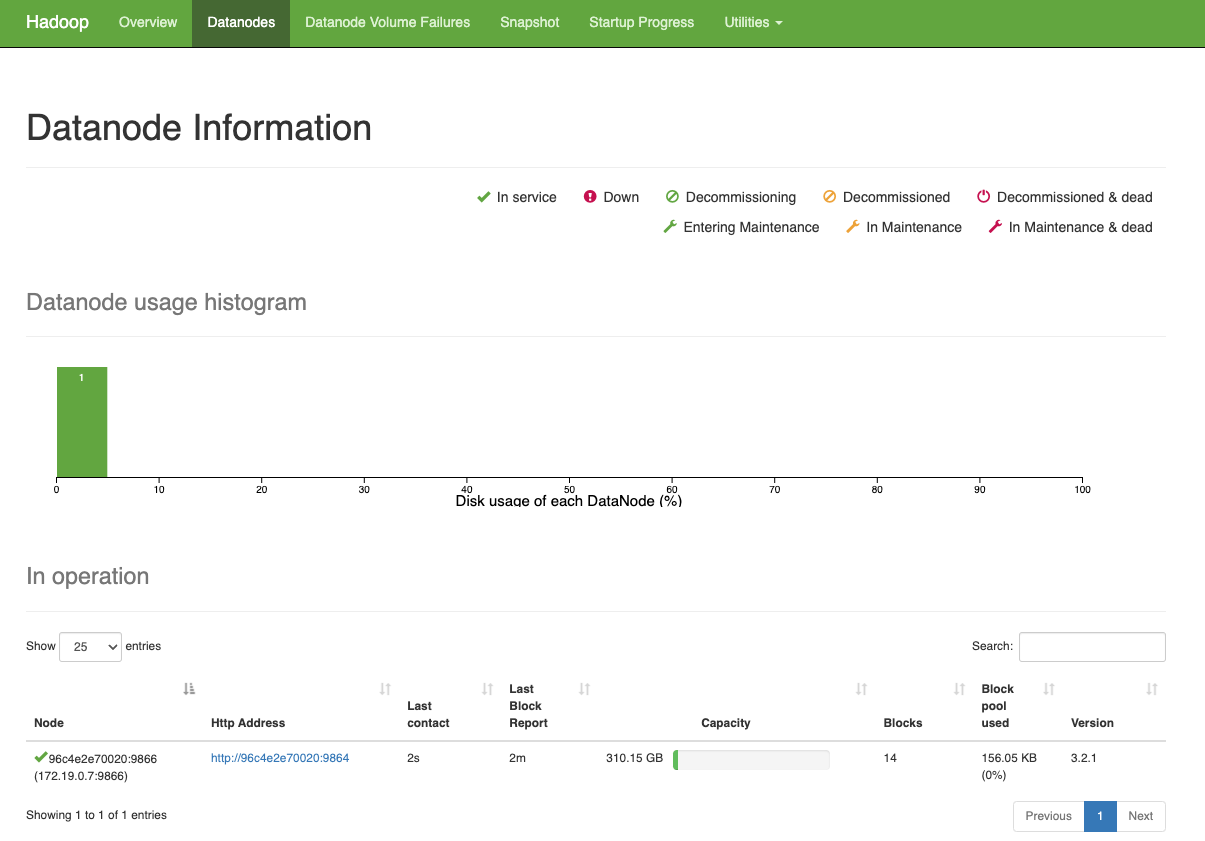 Hadoop Overview Datanodes Datanode Volume Failures Snapshot Startup Progress Utilities
Datanode Information
In service Down Decommissioning Decommissioned Decommissioned & dead
Entering Maintenance In Maintenance In Maintenance & dead
Datanode usage histogram
1
0 10 20 30 40 50 60 70 80 90 100
Disk usage of each DataNode (%)
In operation
Show 25 entries Search:
Node Http Address Last contact Last Block Report Capacity Blocks Block pool used Version
96c4e2e70020:9866 http://96c4e2e70020:9864 2s 2m 310.15 GB 14 156.05 KB 3.2.1
(172.19.0.7:9866) (0%)
Showing 1 to 1 of 1 entries Previous 1 Next